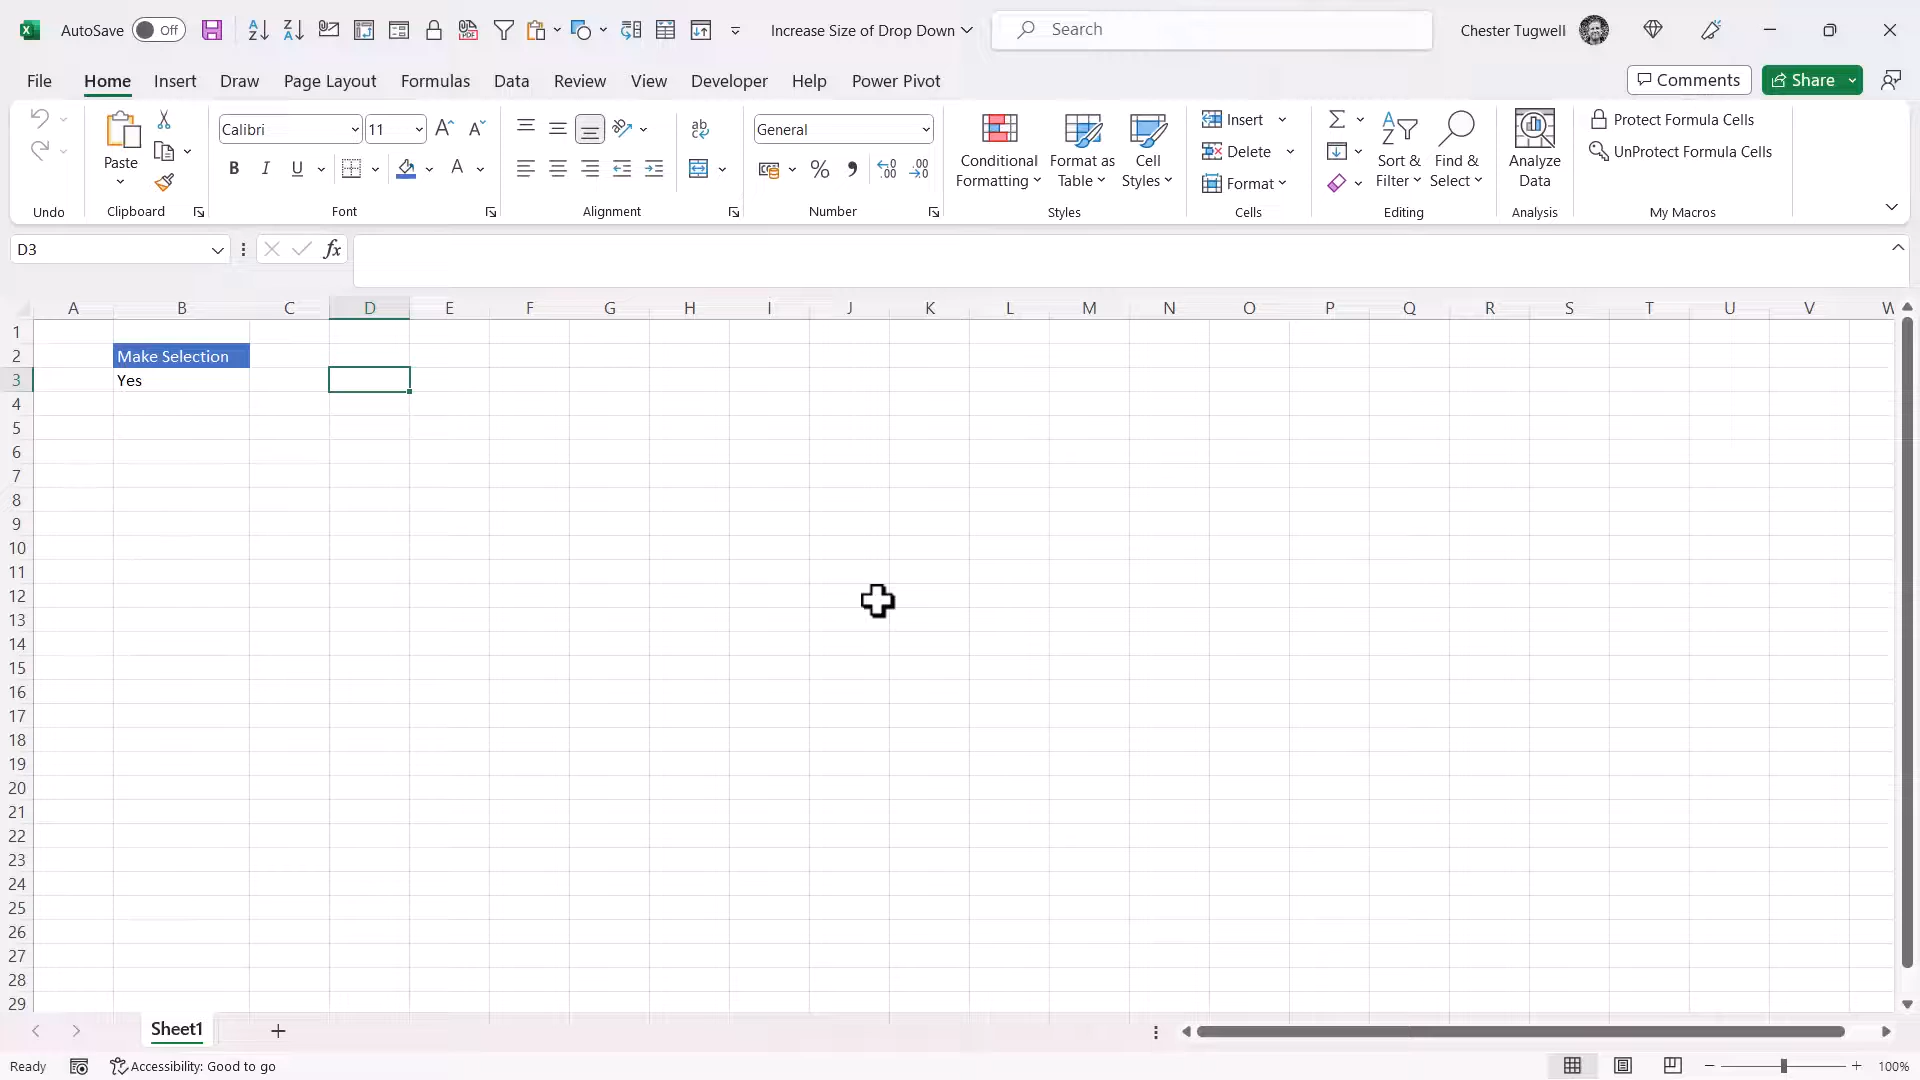 AutoSave Off Increase Size of Drop Down Search Chester Tugwell
File Home Insert Draw Page Layout Formulas Data Review View Developer Help Power Pivot Comments Share
Paste
Clipboard
Undo
Calibri 11
B I U A
Font
ab
Alignment
General
% 
Number
Conditional Formatting
Format as Table
Cell Styles
Styles
Insert
Delete
Format
Cells
Sort & Filter
Find & Select
Editing
Analyze Data
Analysis
Protect Formula Cells
UnProtect Formula Cells
My Macros
D3 fx
A B C D E F G H I J K L M N O P Q R S T U V W
1
2 Make Selection
3 Yes
4
5
6
7
8
9
10
11
12
13
14
15
16
17
18
19
20
21
22
23
24
25
26
27
28
29
Sheet1
Ready Accessibility: Good to go 100%